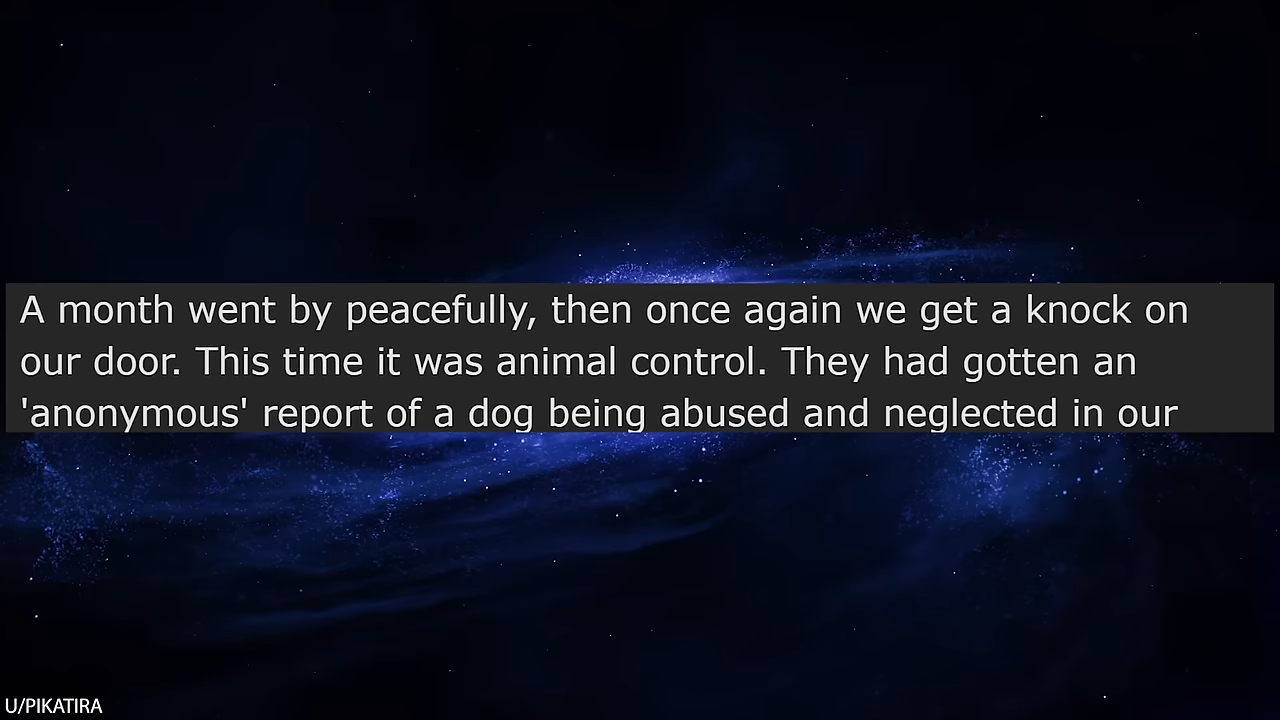 A month went by peacefully, then once again we get a knock on
our door. This time it was animal control. They had gotten an
'anonymous' report of a dog being abused and neglected in our
U/PIKATIRA